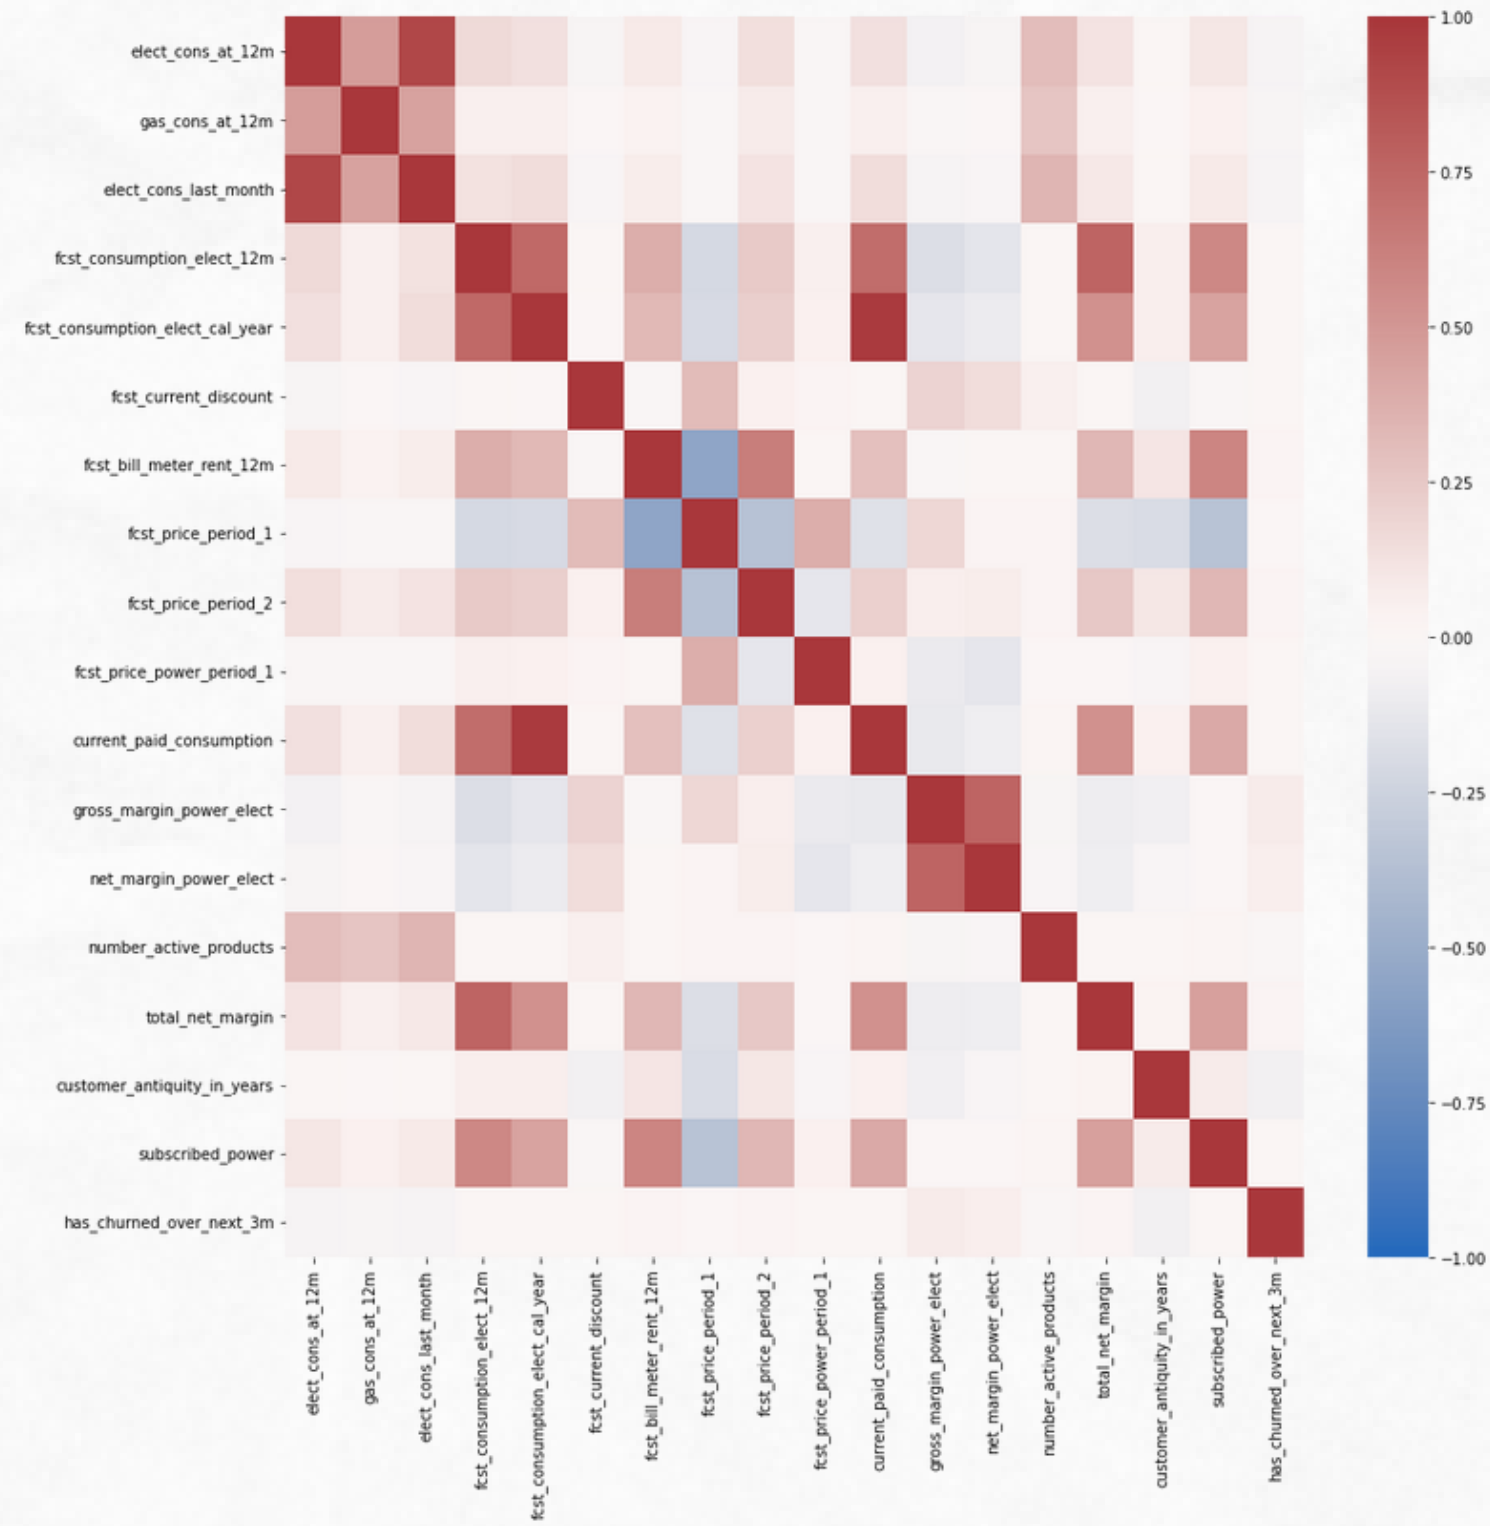 elect_cons_at_12m
gas_cons_at_12m
elect_cons_last_month
fcst_consumption_elect_12m
fcst_consumption_elect_cal_year
fcst_current_discount
fcst_bill_meter_rent_12m
fcst_price_period_1
fcst_price_period_2
fcst_price_power_period_1
current_paid_consumption
gross_margin_power_elect
net_margin_power_elect
number_active_products
total_net_margin
customer_antiquity_in_years
subscribed_power
has_churned_over_next_3m
elect_cons_at_12m
gas_cons_at_12m
elect_cons_last_month
fcst_consumption_elect_12m
fcst_consumption_elect_cal_year
fcst_current_discount
fcst_bill_meter_rent_12m
fcst_price_period_1
fcst_price_period_2
fcst_price_power_period_1
current_paid_consumption
gross_margin_power_elect
net_margin_power_elect
number_active_products
total_net_margin
customer_antiquity_in_years
subscribed_power
has_churned_over_next_3m
1.00
0.75
0.50
0.25
0.00
−0.25
−0.50
−0.75
−1.00